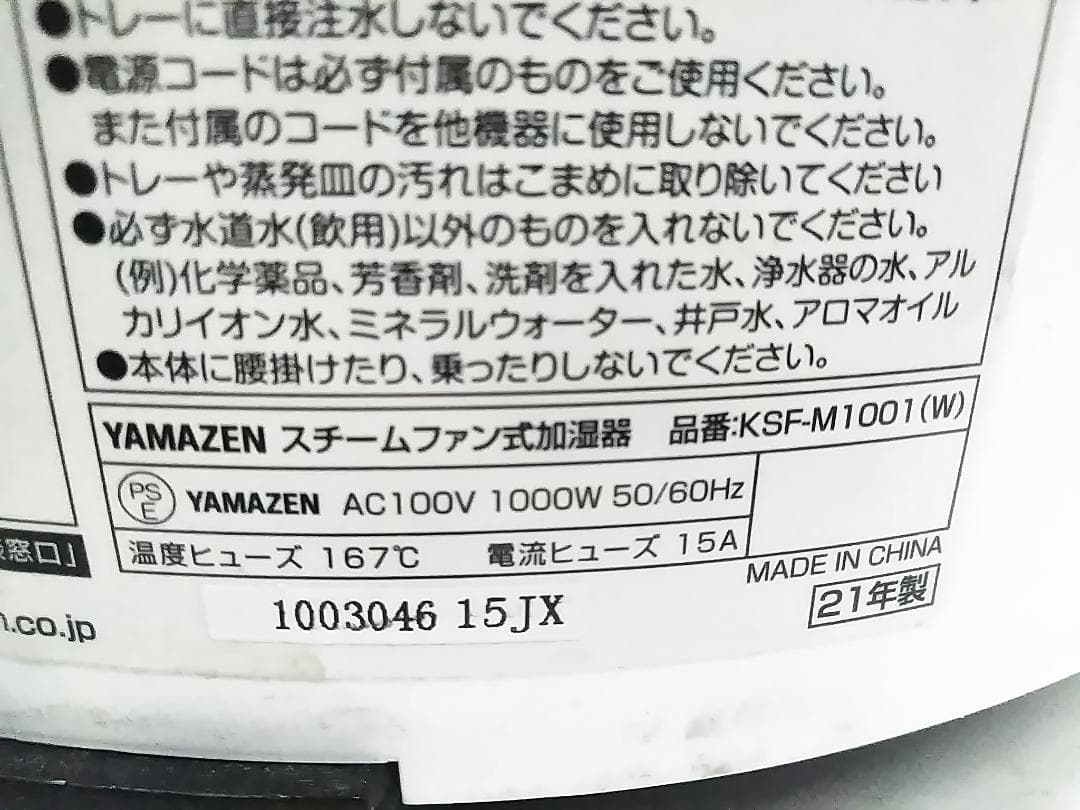 ●トレーに直接注水しないでください。
●電源コードは必ず付属のものをご使用ください。
また付属のコードを他機器に使用しないでください。
●トレーや蒸発皿の汚れはこまめに取り除いてください
●必ず水道水(飲用)以外のものを入れないでください。
(例)化学薬品、芳香剤、洗剤を入れた水、浄水器の水、アル
カリイオン水、ミネラルウォーター、井戸水、アロマオイル
●本体に腰掛けたり、乗ったりしないでください。
YAMAZEN スチームファン式加湿器 品番:KSF-M1001(W)
PSE YAMAZEN AC100V 1000W 50/60Hz
温度ヒューズ 167℃ 電流ヒューズ 15A
窓口」
MADE IN CHINA
21年製
1003046 15JX
.co.jp